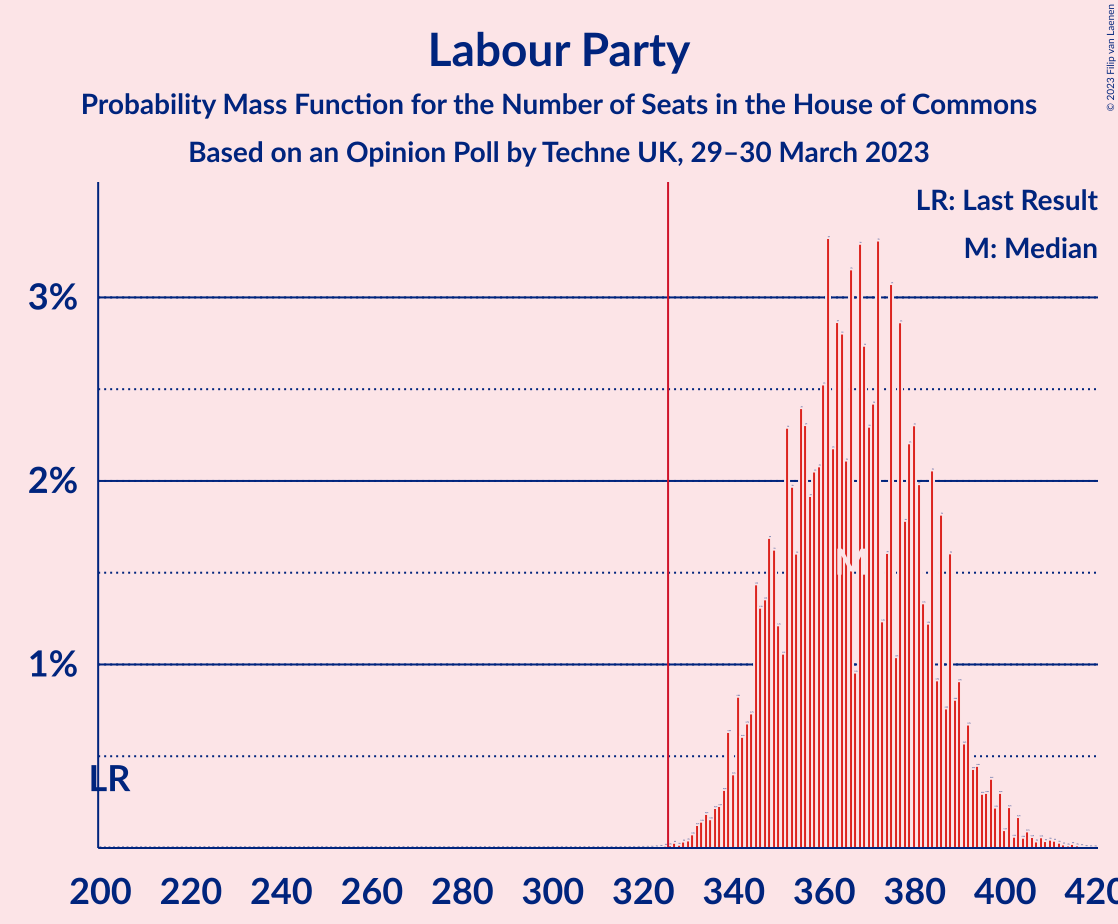 Labour Party
Probability Mass Function for the Number of Seats in the House of Commons
Based on an Opinion Poll by Techne UK, 29–30 March 2023
© 2023 Filip van Laenen
LR: Last Result
M: Median
3%
2%
1%
M
LR
200 220 240 260 280 300 320 340 360 380 400 420